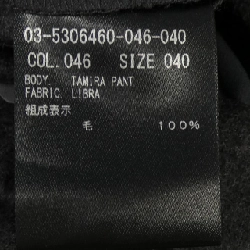 03-5306460-046-040
COL.046 SIZE 040
BODY: TAMIRA PANT
FABRIC: LIBRA
組成表示
毛 100%